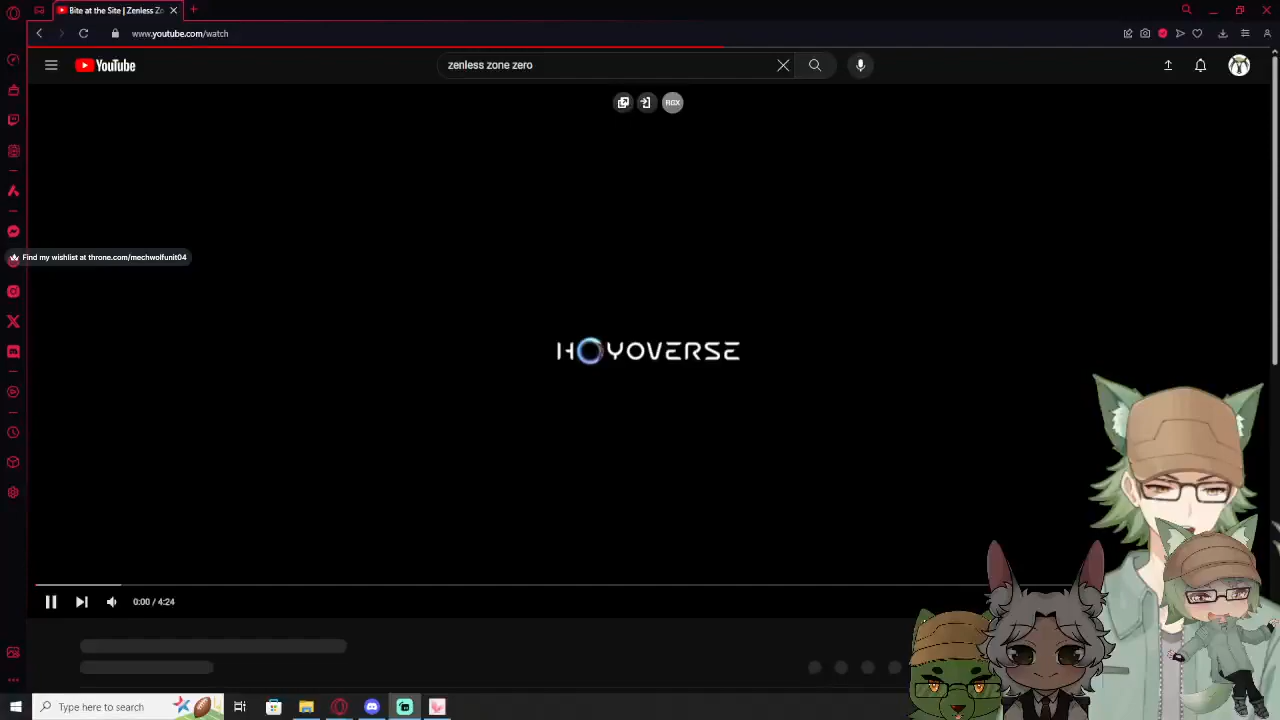 Bite at the Site | Zenless Zo
www.youtube.com/watch
YouTube
zenless zone zero
RGX
Find my wishlist at throne.com/mechwolfunit04
HOYOVERSE
0:00 / 4:24
Type here to search